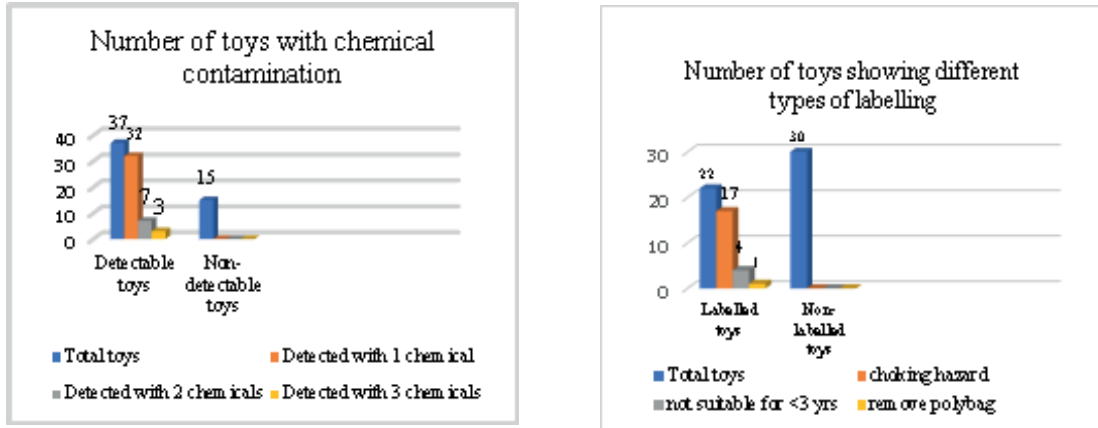 Number of toys with chemical
contamination
37
32
7
3
15
40
30
20
10
0
Detectable
toys
Non-
detectable
toys
Total toys
Detected with 1 chemical
Detected with 2 chemicals
Detected with 3 chemicals
Number of toys showing different
types of labelling
22
17
4
1
30
30
20
10
0
Labelled
toys
Non-
labelled
toys
Total toys
choking hazard
not suitable for <3 yrs
remove polybag